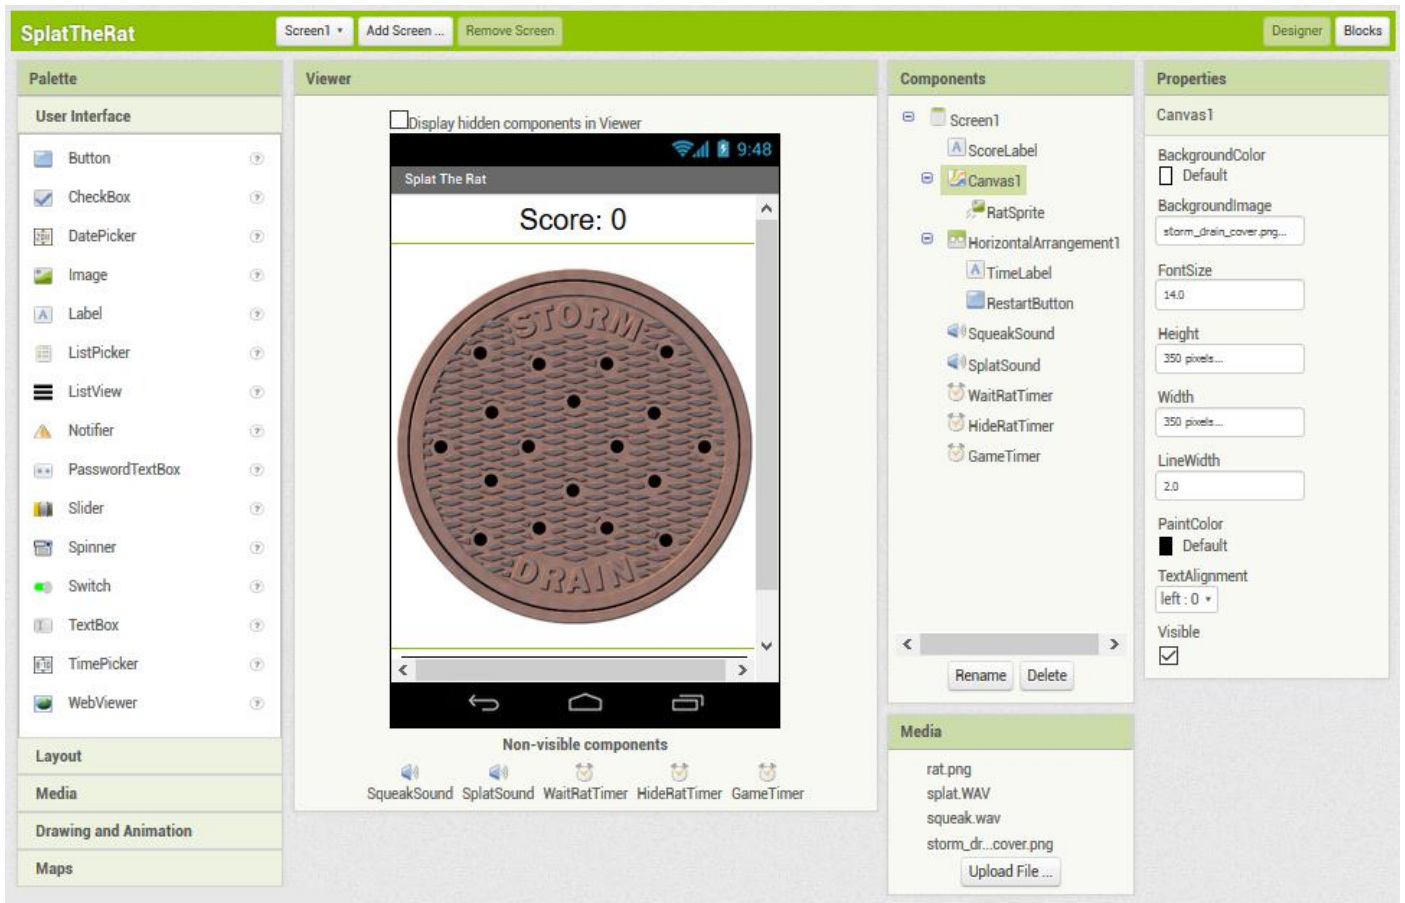 SplatTheRat
Screen1 Add Screen ... Remove Screen
Designer Blocks
Palette
User Interface
Button
CheckBox
DatePicker
Image
Label
ListPicker
ListView
Notifier
PasswordTextBox
Slider
Spinner
Switch
TextBox
TimePicker
WebViewer
Layout
Media
Drawing and Animation
Maps
Viewer
Display hidden components in Viewer
9:48
Splat The Rat
Score: 0
STORM
DRAIN
Non-visible components
SqueakSound SplatSound WaitRatTimer HideRatTimer GameTimer
Components
Screen1
ScoreLabel
Canvas1
RatSprite
HorizontalArrangement1
TimeLabel
RestartButton
SqueakSound
SplatSound
WaitRatTimer
HideRatTimer
GameTimer
Rename Delete
Media
rat.png
splat.WAV
squeak.wav
storm_dr...cover.png
Upload File ...
Properties
Canvas1
BackgroundColor
Default
BackgroundImage
storm_drain_cover.png...
FontSize
14.0
Height
350 pixels...
Width
350 pixels...
LineWidth
2.0
PaintColor
Default
TextAlignment
left : 0
Visible